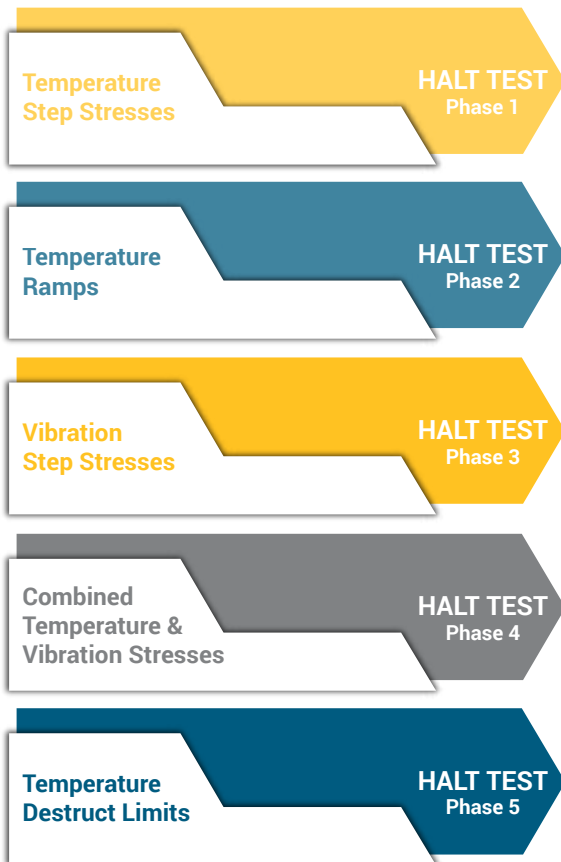 Temperature
Step Stresses
HALT TEST
Phase 1
Temperature
Ramps
HALT TEST
Phase 2
Vibration
Step Stresses
HALT TEST
Phase 3
Combined
Temperature &
Vibration Stresses
HALT TEST
Phase 4
Temperature
Destruct Limits
HALT TEST
Phase 5